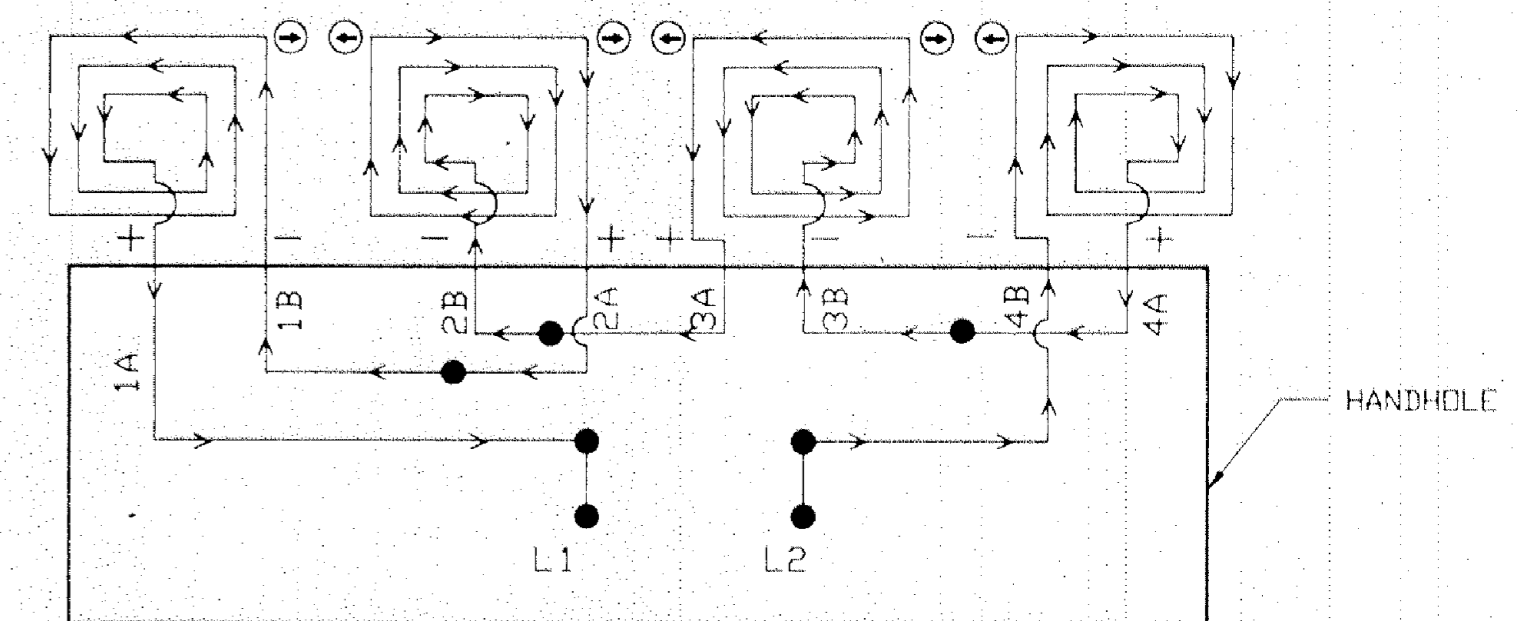 + − − + + − − +
1A 1B 2B 2A 3A 3B 4B 4A
HANDHOLE
L1 L2